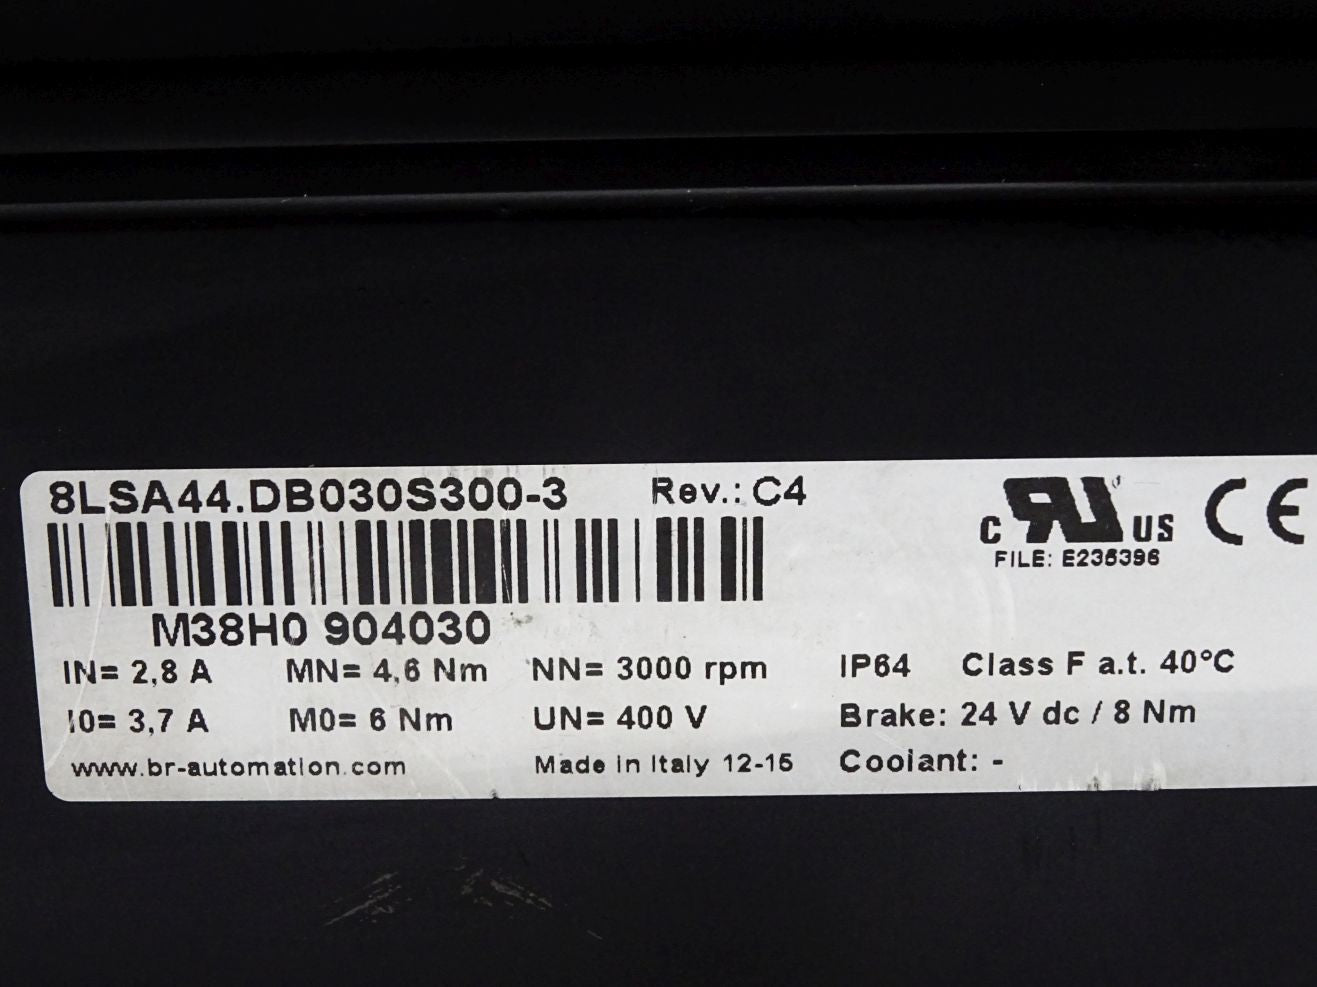 8LSA44.DB030S300-3 Rev.: C4
c RU US CE
FILE: E235396
M38H0 904030
IN= 2,8 A MN= 4,6 Nm NN= 3000 rpm IP64 Class F a.t. 40°C
I0= 3,7 A M0= 6 Nm UN= 400 V Brake: 24 V dc / 8 Nm
www.br-automation.com Made in Italy 12-15 Coolant: -